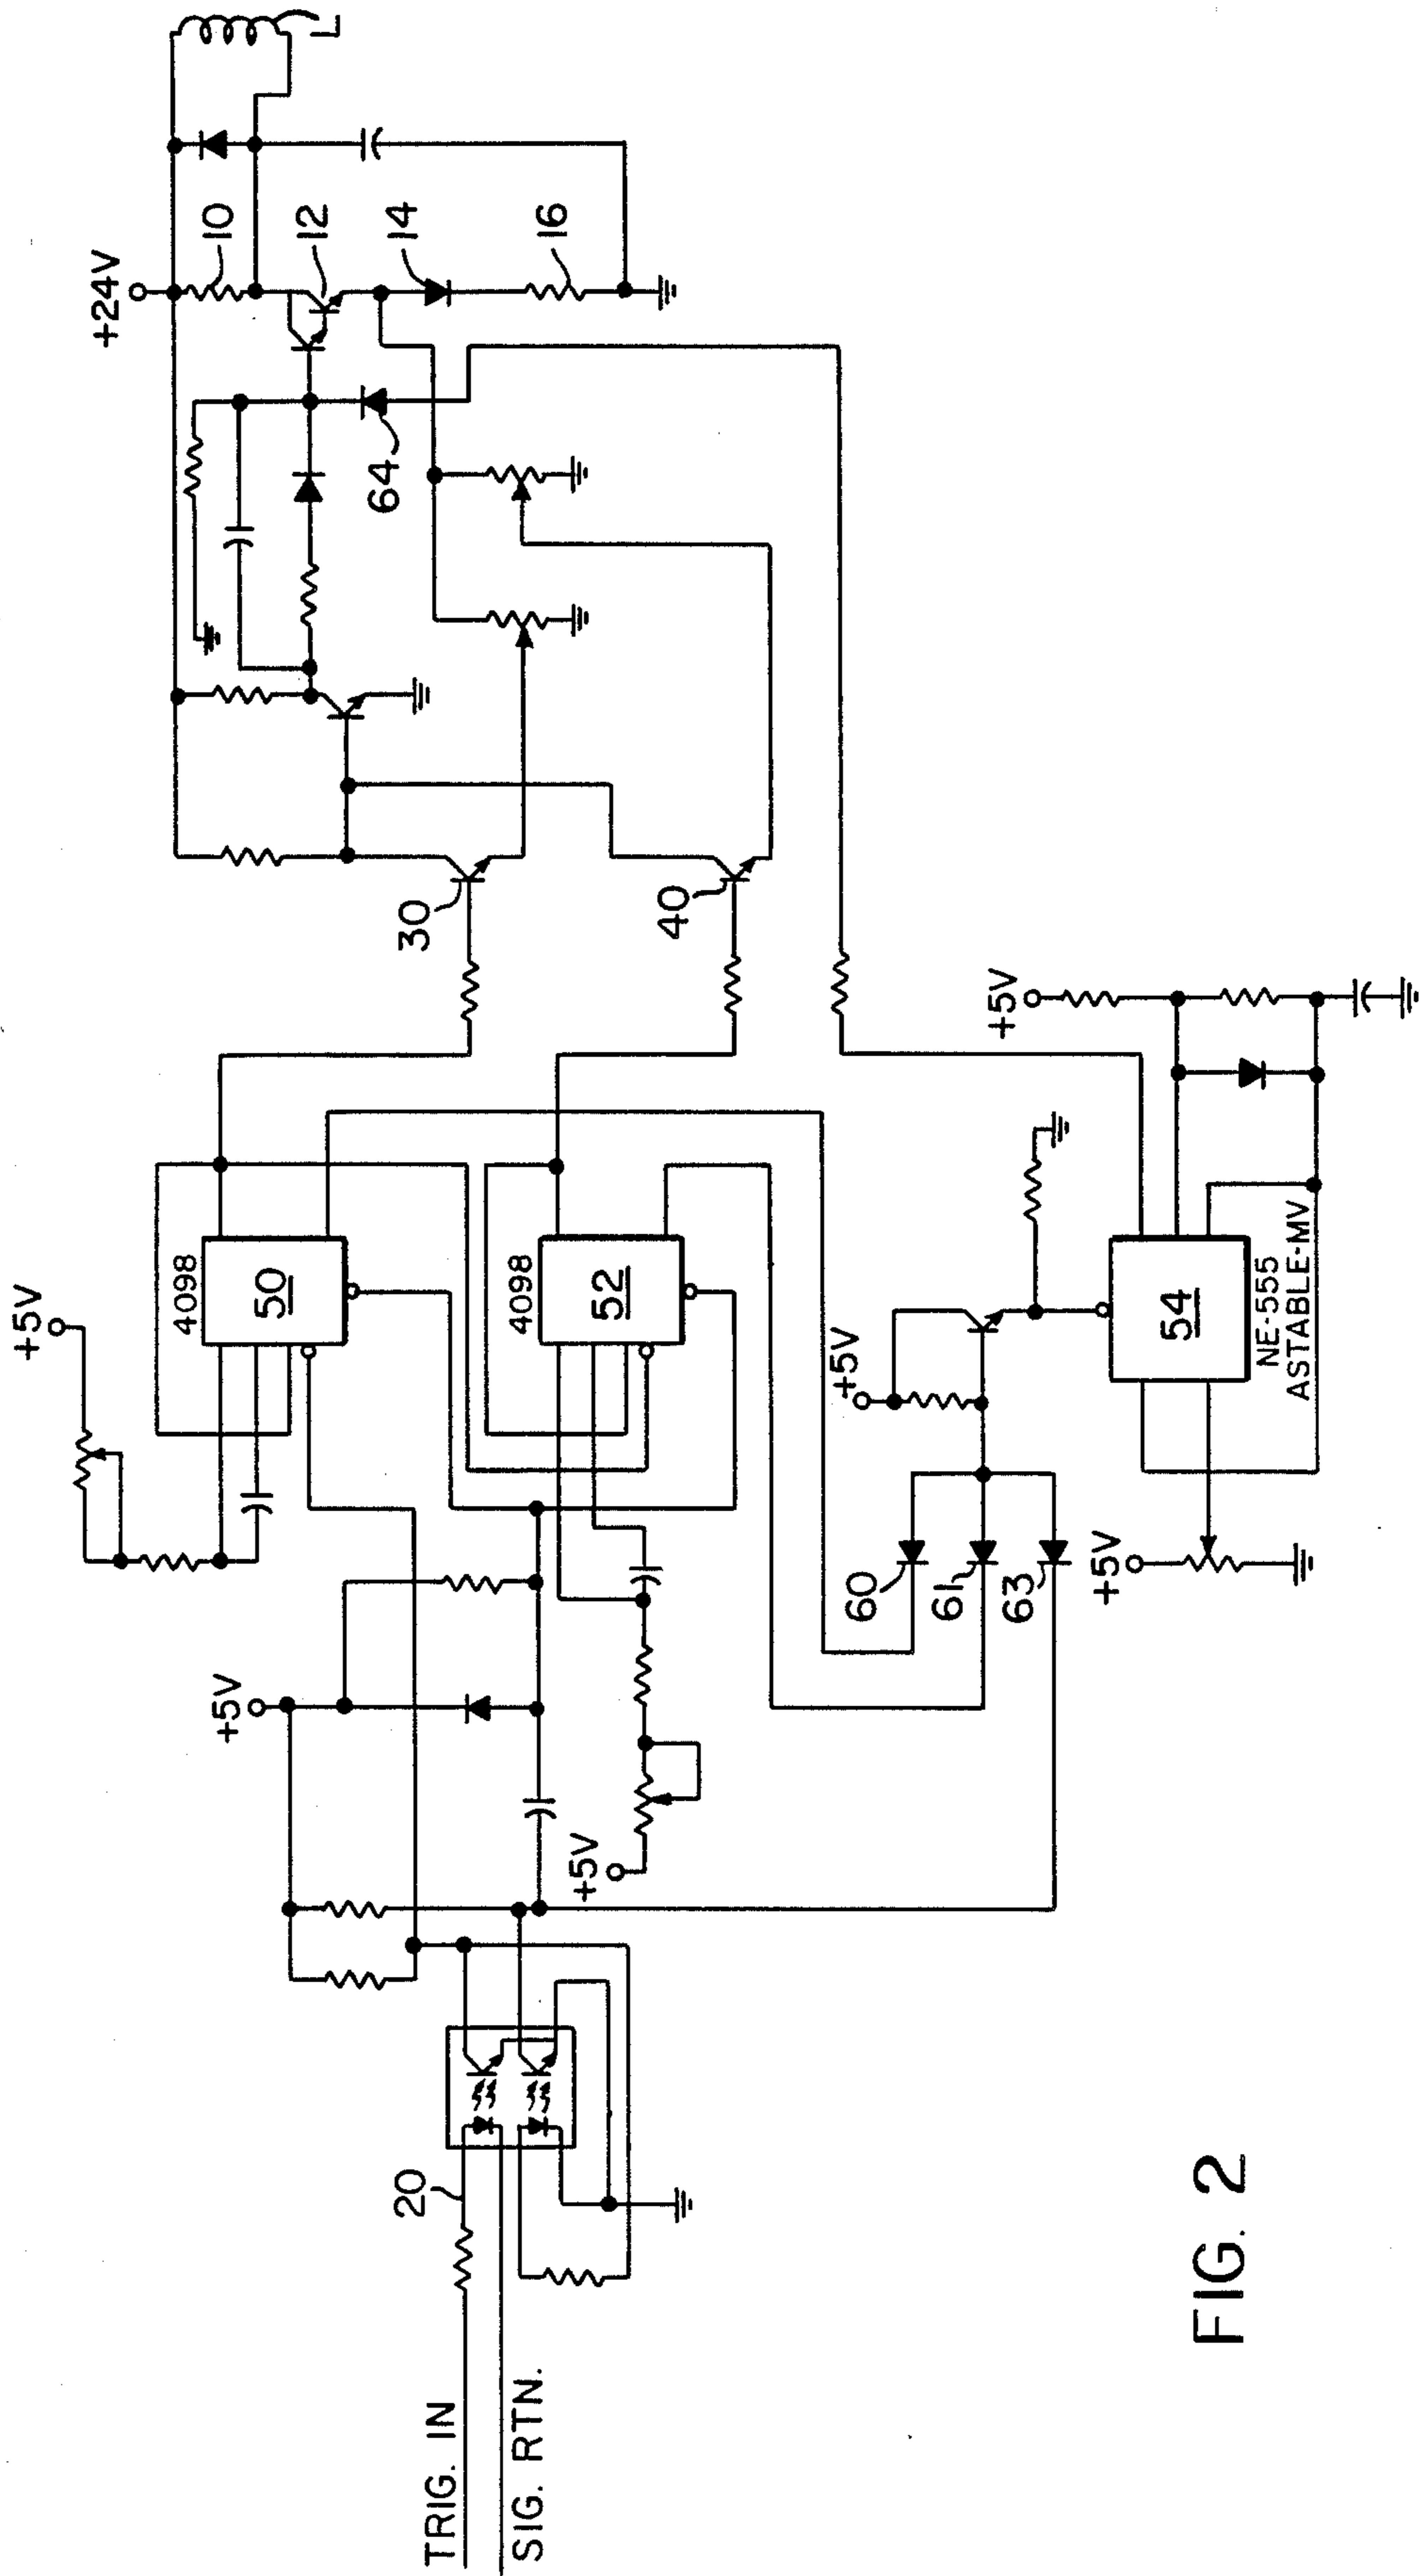 +24V
10
12
14
16
64
30
40
+5V
4098
50
4098
52
+5V
+5V
+5V
54
NE-555
ASTABLE-MV
+5V
60
61
63
+5V
+5V
20
TRIG. IN
SIG. RTN.
FIG. 2